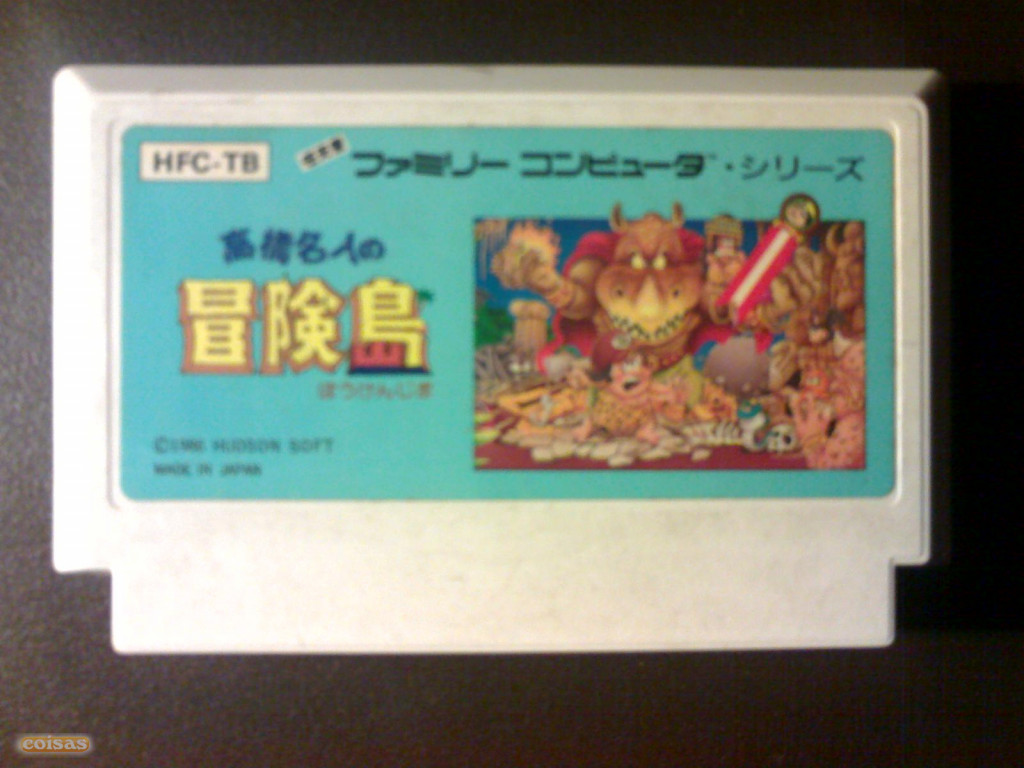 HFC-TB
ファミリー コンピュータ™・シリーズ
高橋名人の
冒険島
ぼうけんじま
©1986 HUDSON SOFT
MADE IN JAPAN
coisas